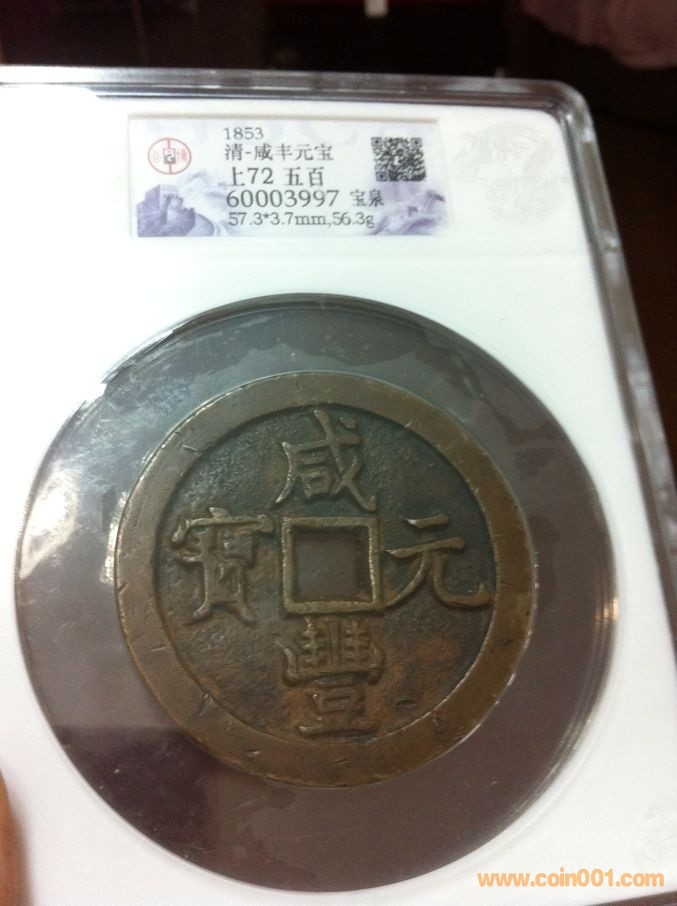 1853
清-咸丰元宝
上72 五百
60003997 宝泉
57.3*3.7mm,56.3g
咸
寶 元
豐
www.coin001.com